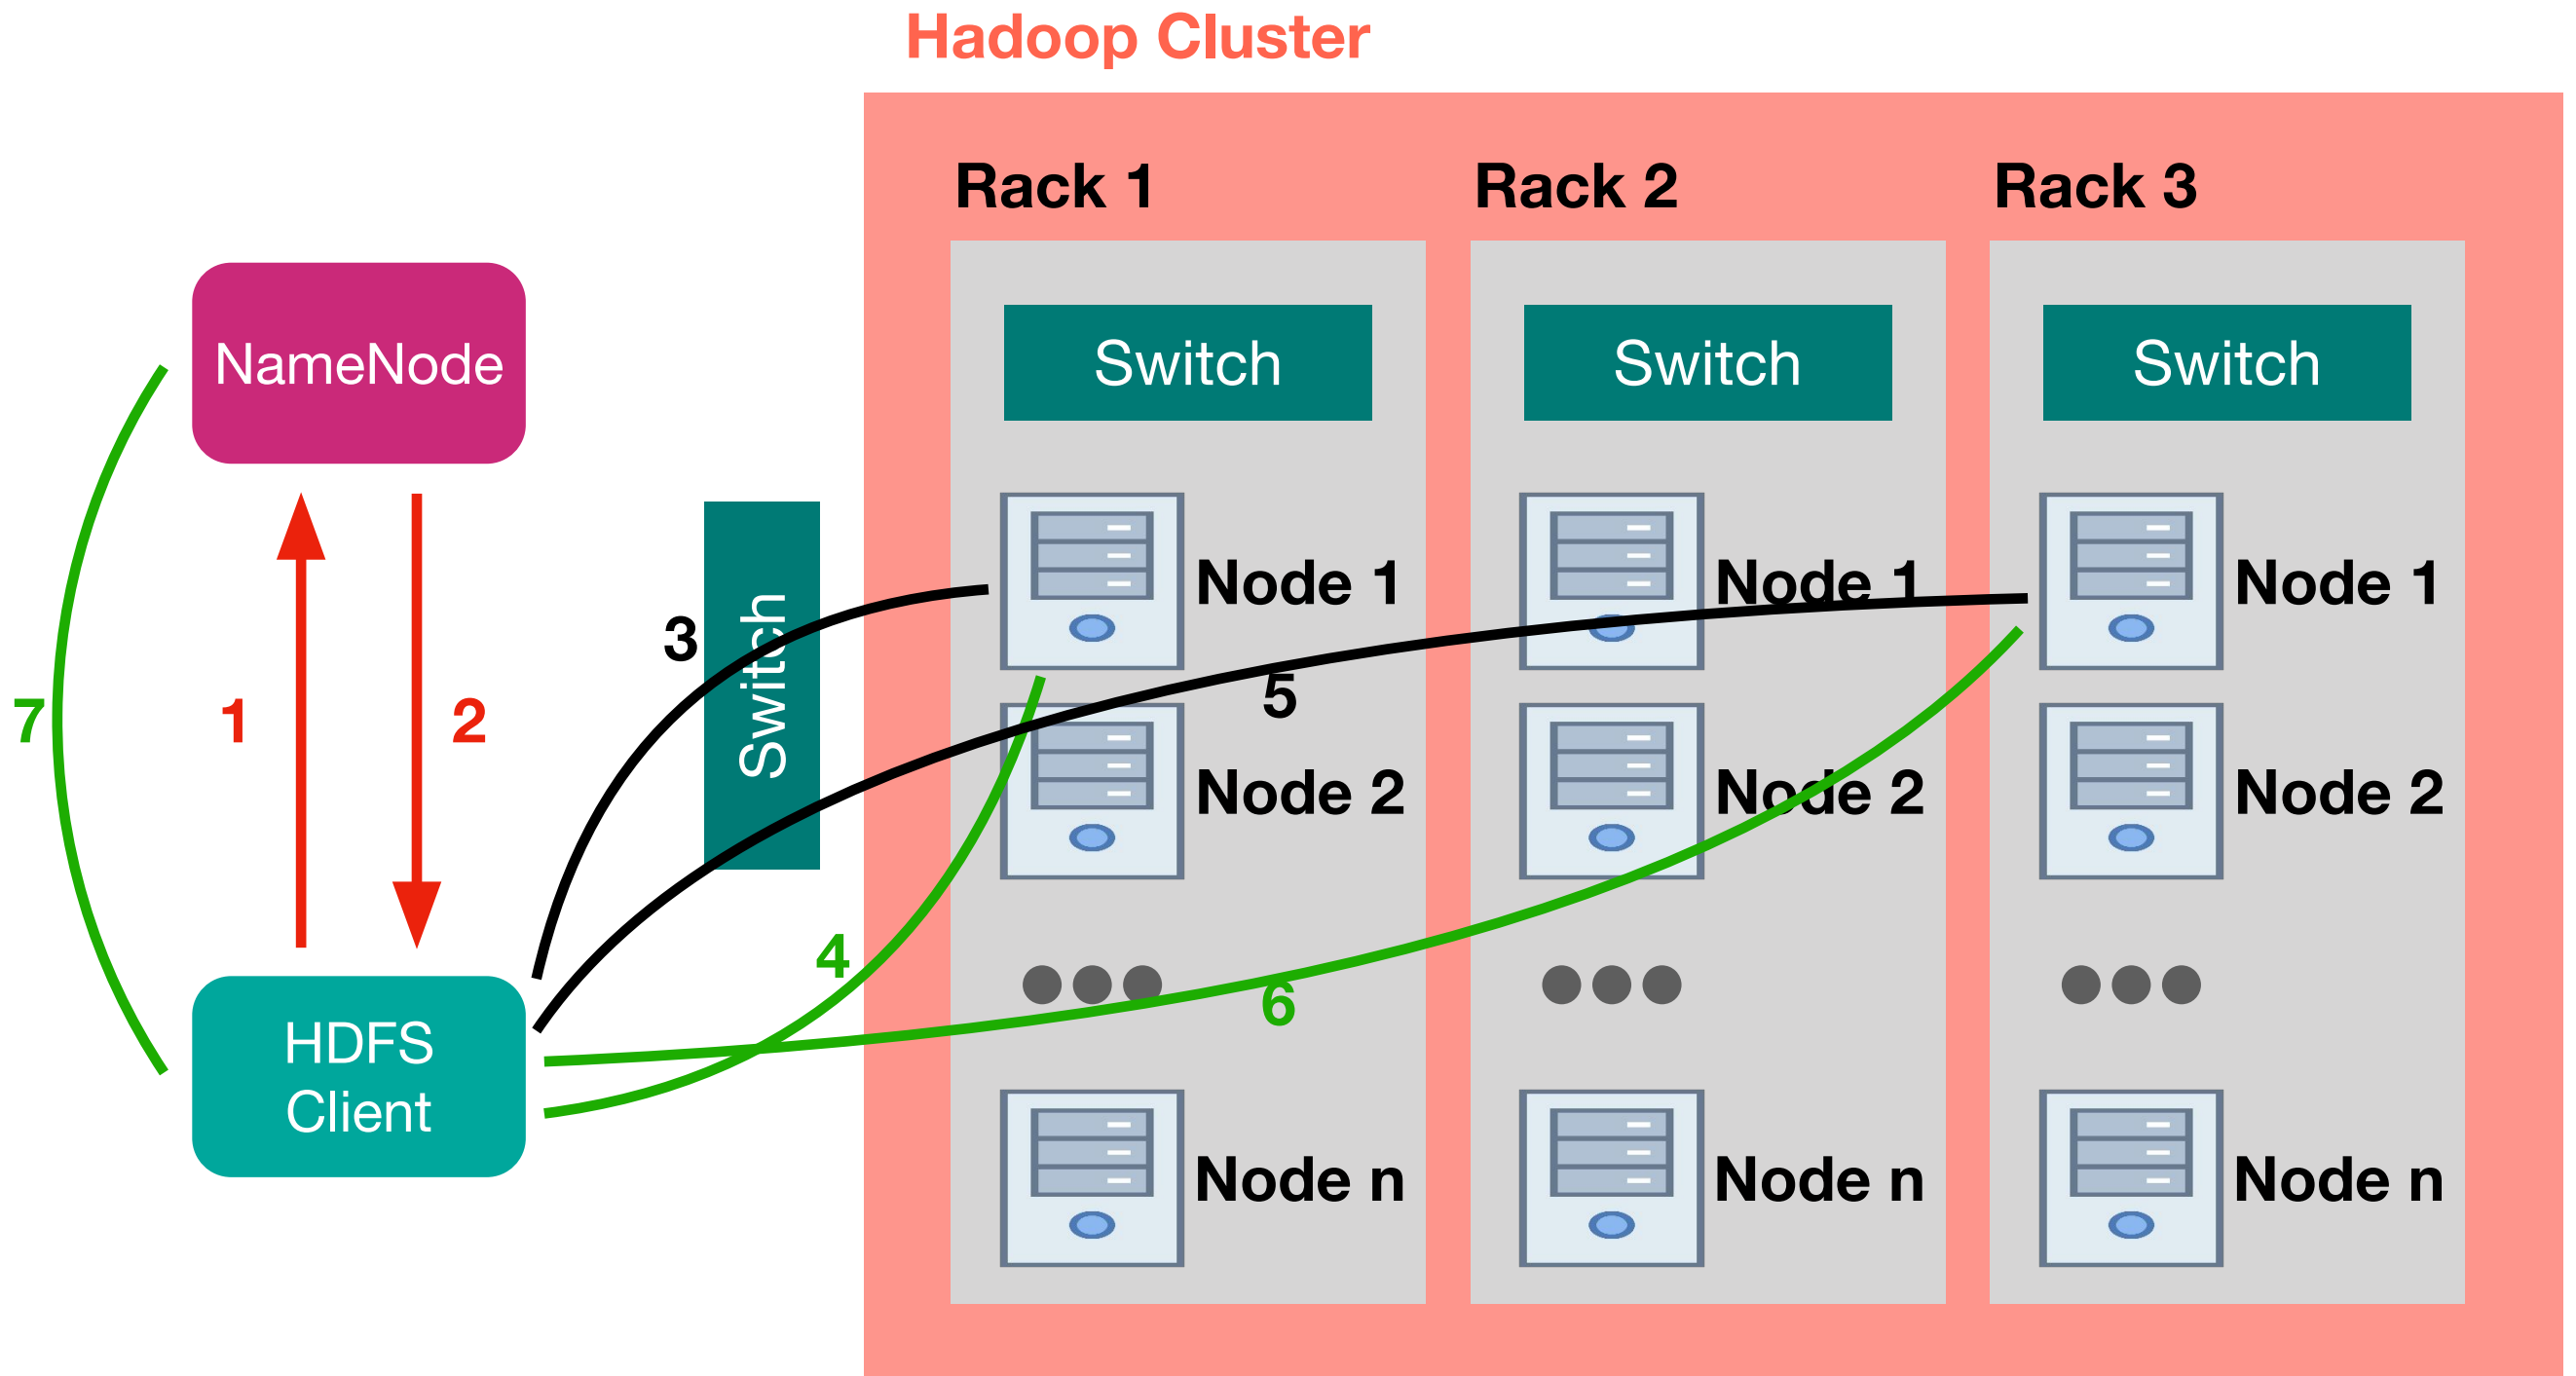 Hadoop Cluster
Rack 1
Rack 2
Rack 3
NameNode
Switch
Switch
Switch
Switch
Node 1
Node 1
Node 1
3
5
7
1
2
Node 2
Node 2
Node 2
4
6
HDFS
Client
Node n
Node n
Node n